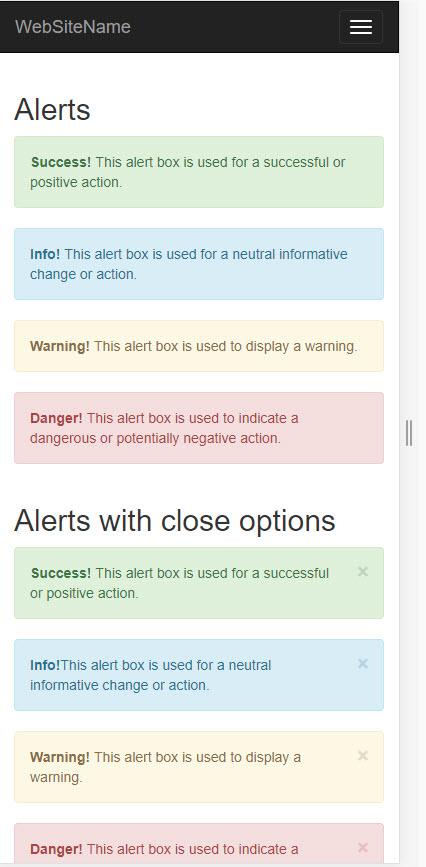 WebSiteName
Alerts
Success! This alert box is used for a successful or
positive action.
Info! This alert box is used for a neutral informative
change or action.
Warning! This alert box is used to display a warning.
Danger! This alert box is used to indicate a
dangerous or potentially negative action.
Alerts with close options
Success! This alert box is used for a successful ×
or positive action.
Info!This alert box is used for a neutral ×
informative change or action.
Warning! This alert box is used to display a ×
warning.
Danger! This alert box is used to indicate a ×